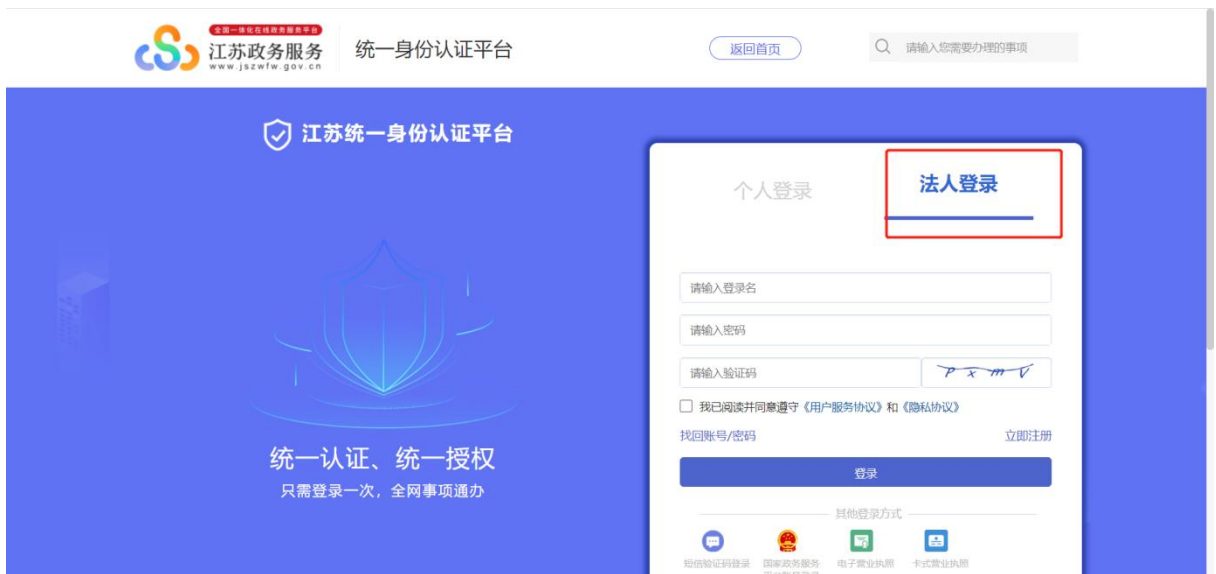 全国一体化在线政务服务平台
江苏政务服务
www.jszwfw.gov.cn
统一身份认证平台
返回首页
请输入您需要办理的事项
江苏统一身份认证平台
统一认证、统一授权
只需登录一次，全网事项通办
个人登录
法人登录
请输入登录名
请输入密码
请输入验证码
p x m V
我已阅读并同意遵守《用户服务协议》和《隐私协议》
找回账号/密码
立即注册
登录
其他登录方式
短信验证码登录
国家政务服务
电子营业执照
卡式营业执照